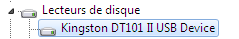 Lecteurs de disque
Kingston DT101 II USB Device